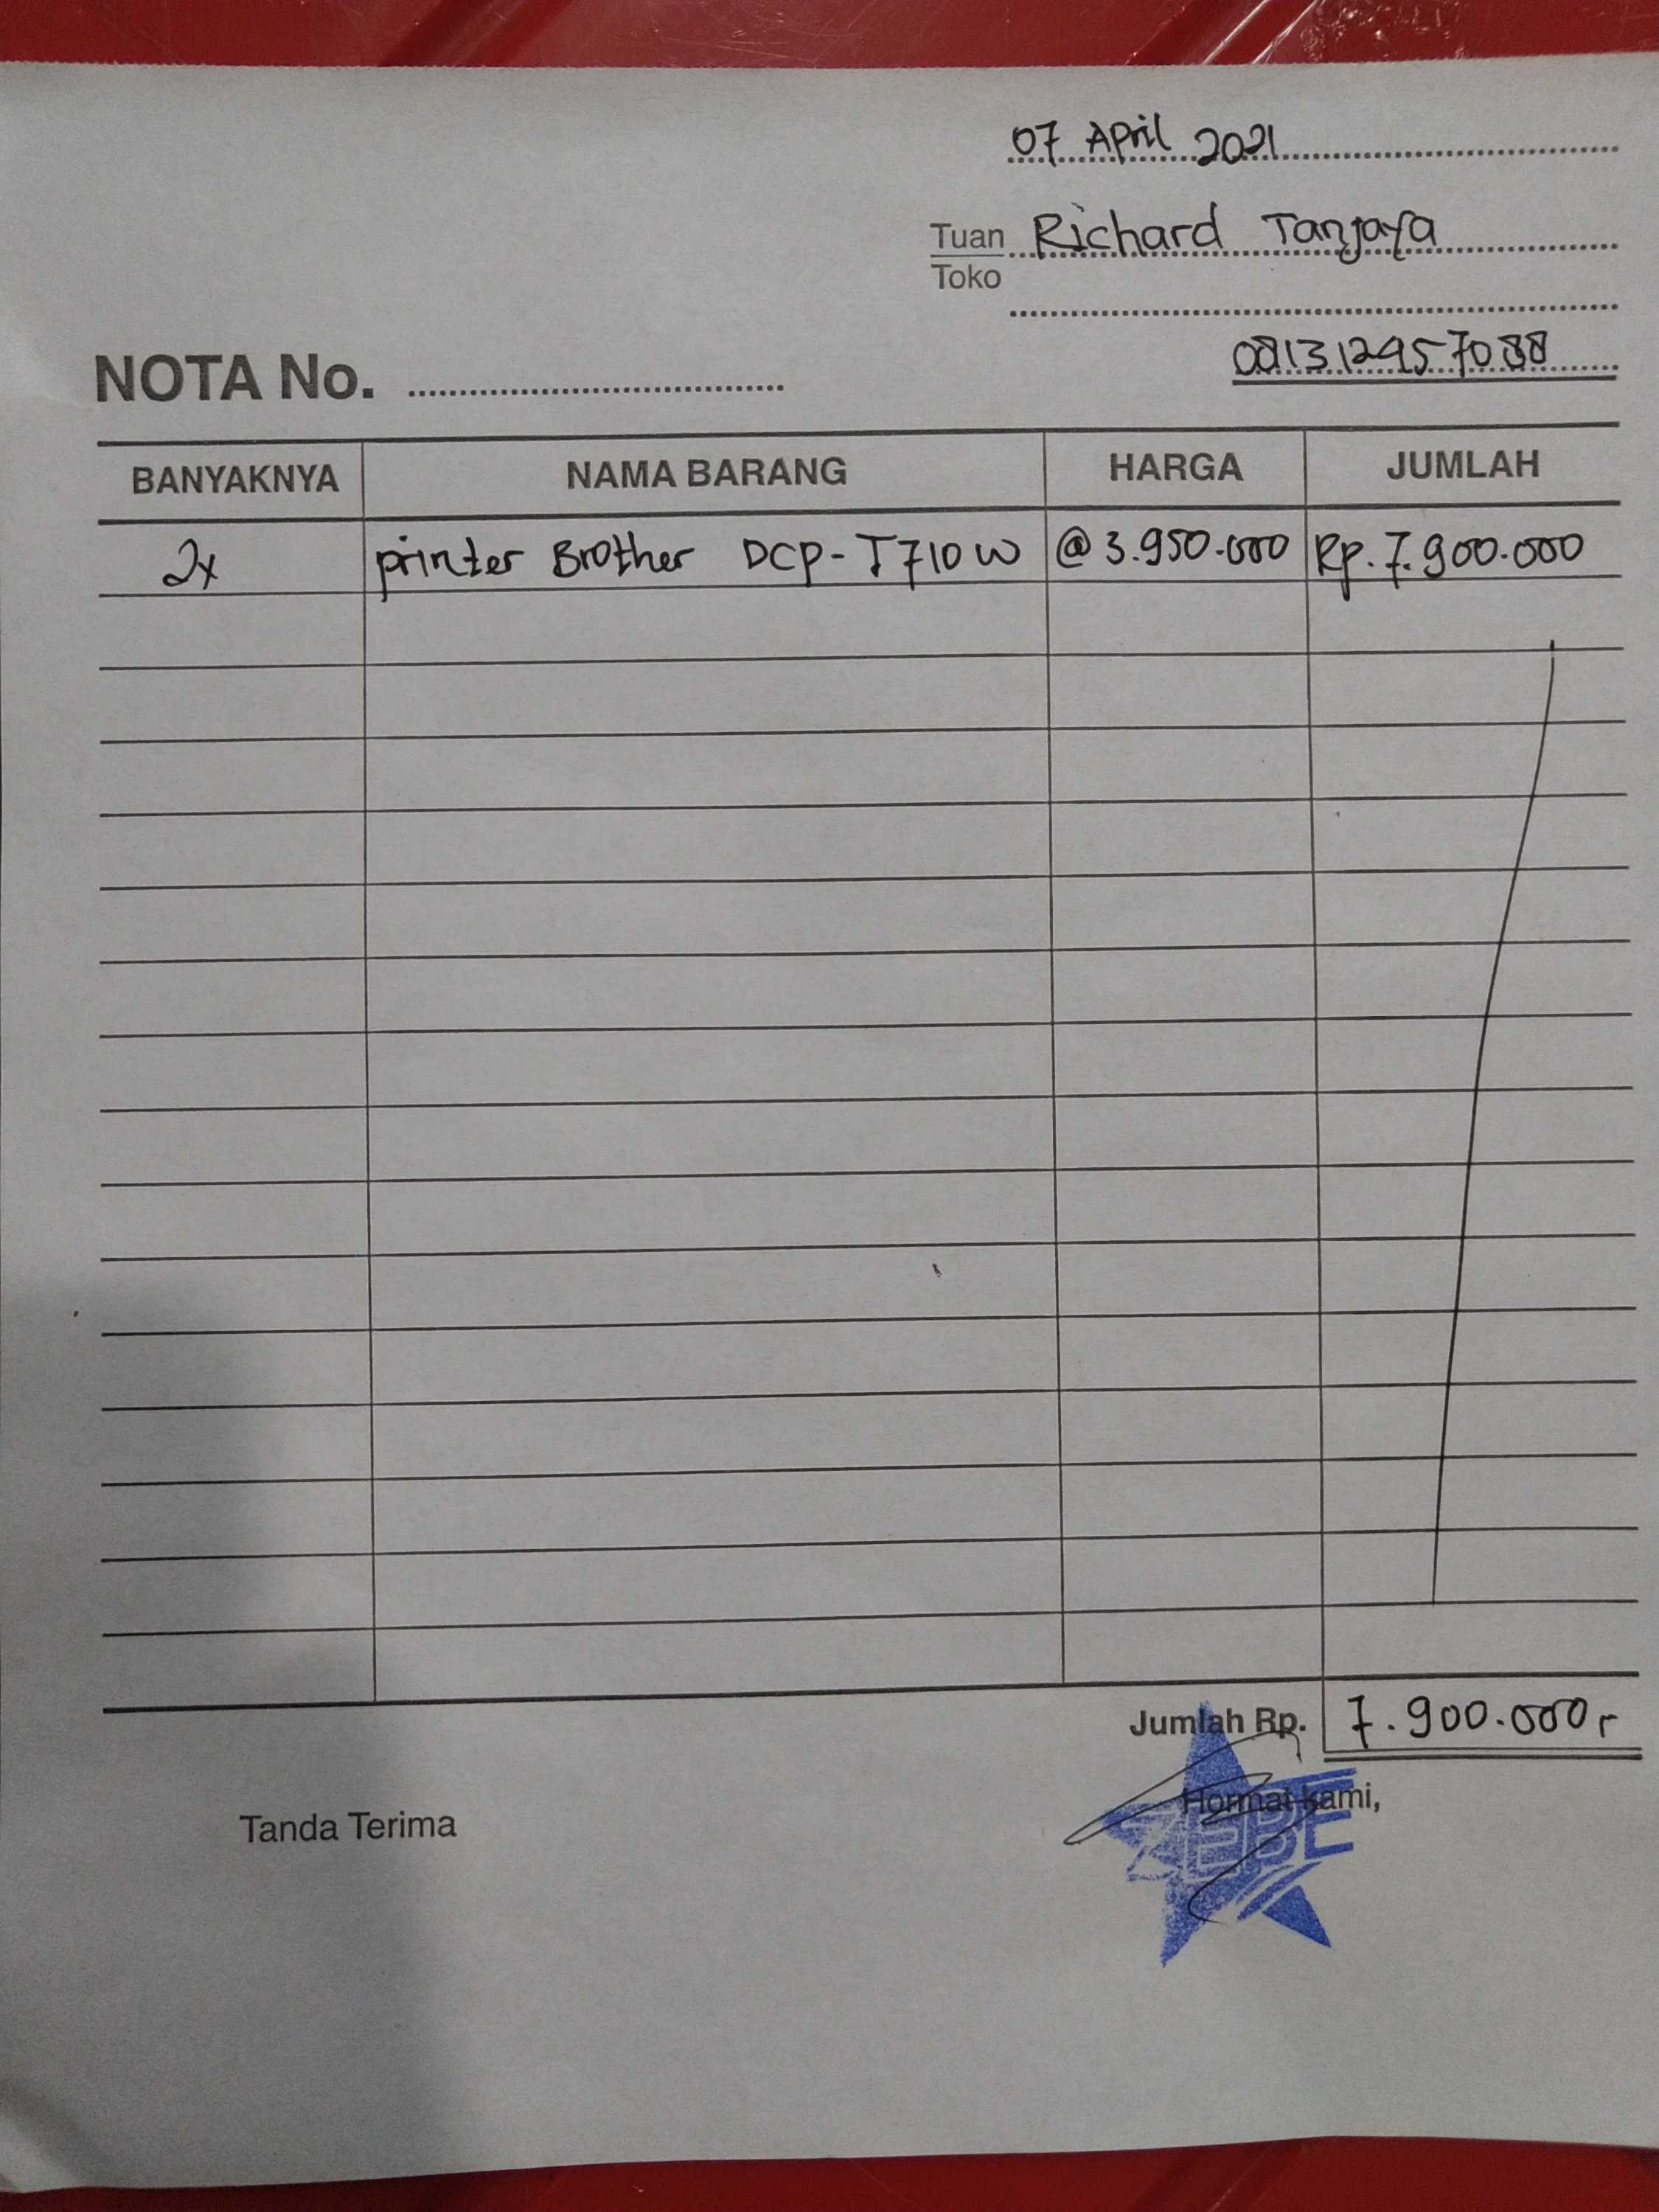 07 April 2021
Tuan Richard Tanjaya
Toko
081312957088
NOTA No.
BANYAKNYA NAMA BARANG HARGA JUMLAH
2x printer Brother DCP-T710W @3.950.000 Rp.7.900.000
Jumlah Rp. 7.900.000,-
Tanda Terima Hormat kami,
ZEBE